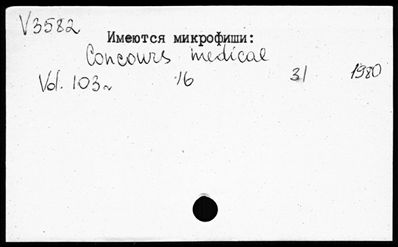 V3582
Имеются микрофиши:
Concours medical
Vol. 103~ 16 31 1980